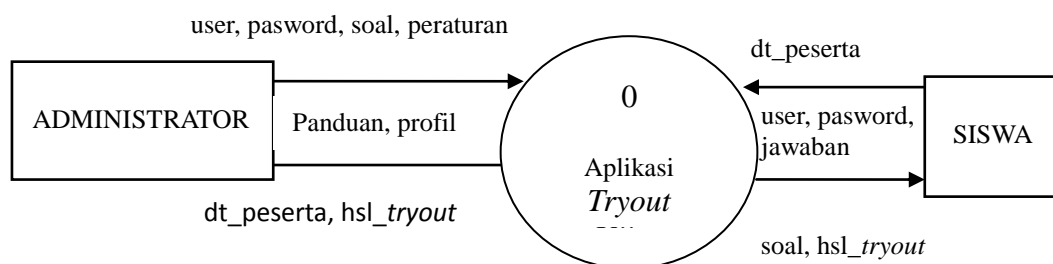 user, pasword, soal, peraturan
ADMINISTRATOR
Panduan, profil
dt_peserta, hsl_tryout
0
Aplikasi
Tryout
dt_peserta
user, pasword,
jawaban
SISWA
soal, hsl_tryout